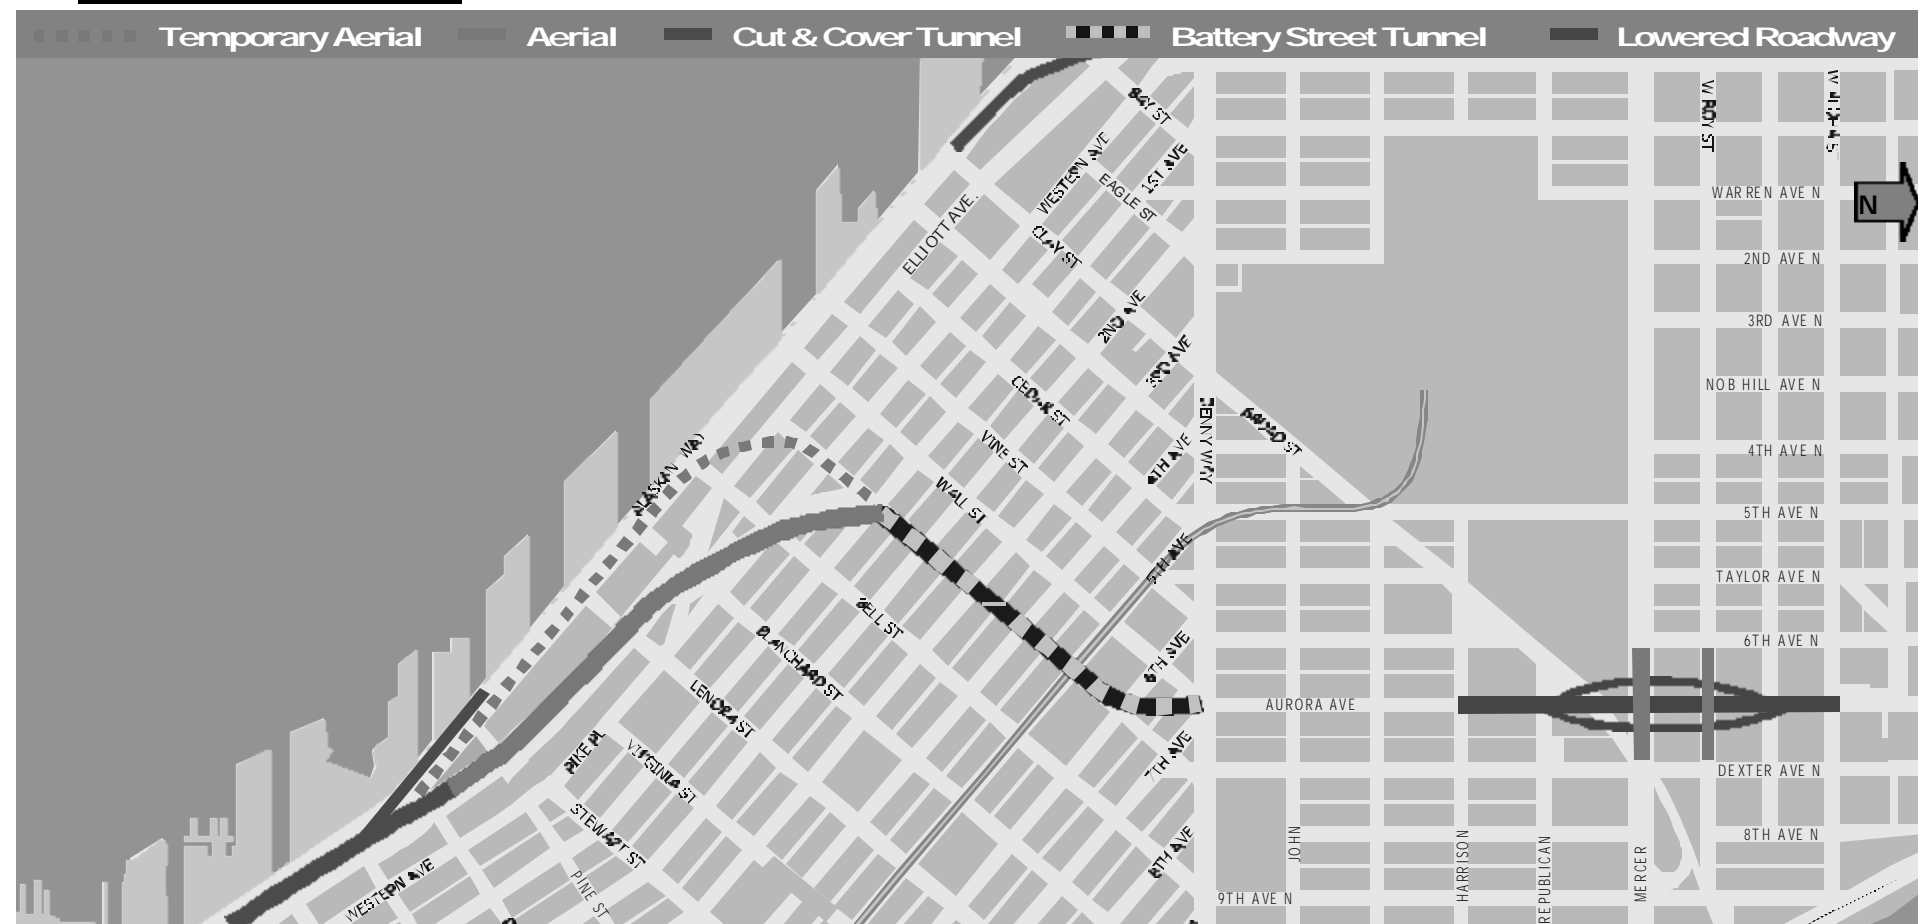 Temporary Aerial
Aerial
Cut & Cover Tunnel
Battery Street Tunnel
Lowered Roadway
BAY ST
W ROY ST
WESTERN AVE
1ST AVE
EAGLE ST
WARREN AVE N
N
ELLIOTT AVE.
CLAY ST
2ND AVE N
2ND AVE
3RD AVE N
3RD AVE
CEDAR ST
NOB HILL AVE N
DENNY WAY
BROAD ST
VINE ST
4TH AVE
4TH AVE N
ALASKAN WAY
WALL ST
5TH AVE N
5TH AVE
TAYLOR AVE N
BELL ST
BLANCHARD ST
6TH AVE
6TH AVE N
LENORA ST
AURORA AVE
PIKE PL
VIRGINIA ST
7TH AVE
DEXTER AVE N
STEWART ST
8TH AVE
JOHN
HARRISON
REPUBLICAN
MERCER
8TH AVE N
WESTERN AVE
PINE ST
9TH AVE N